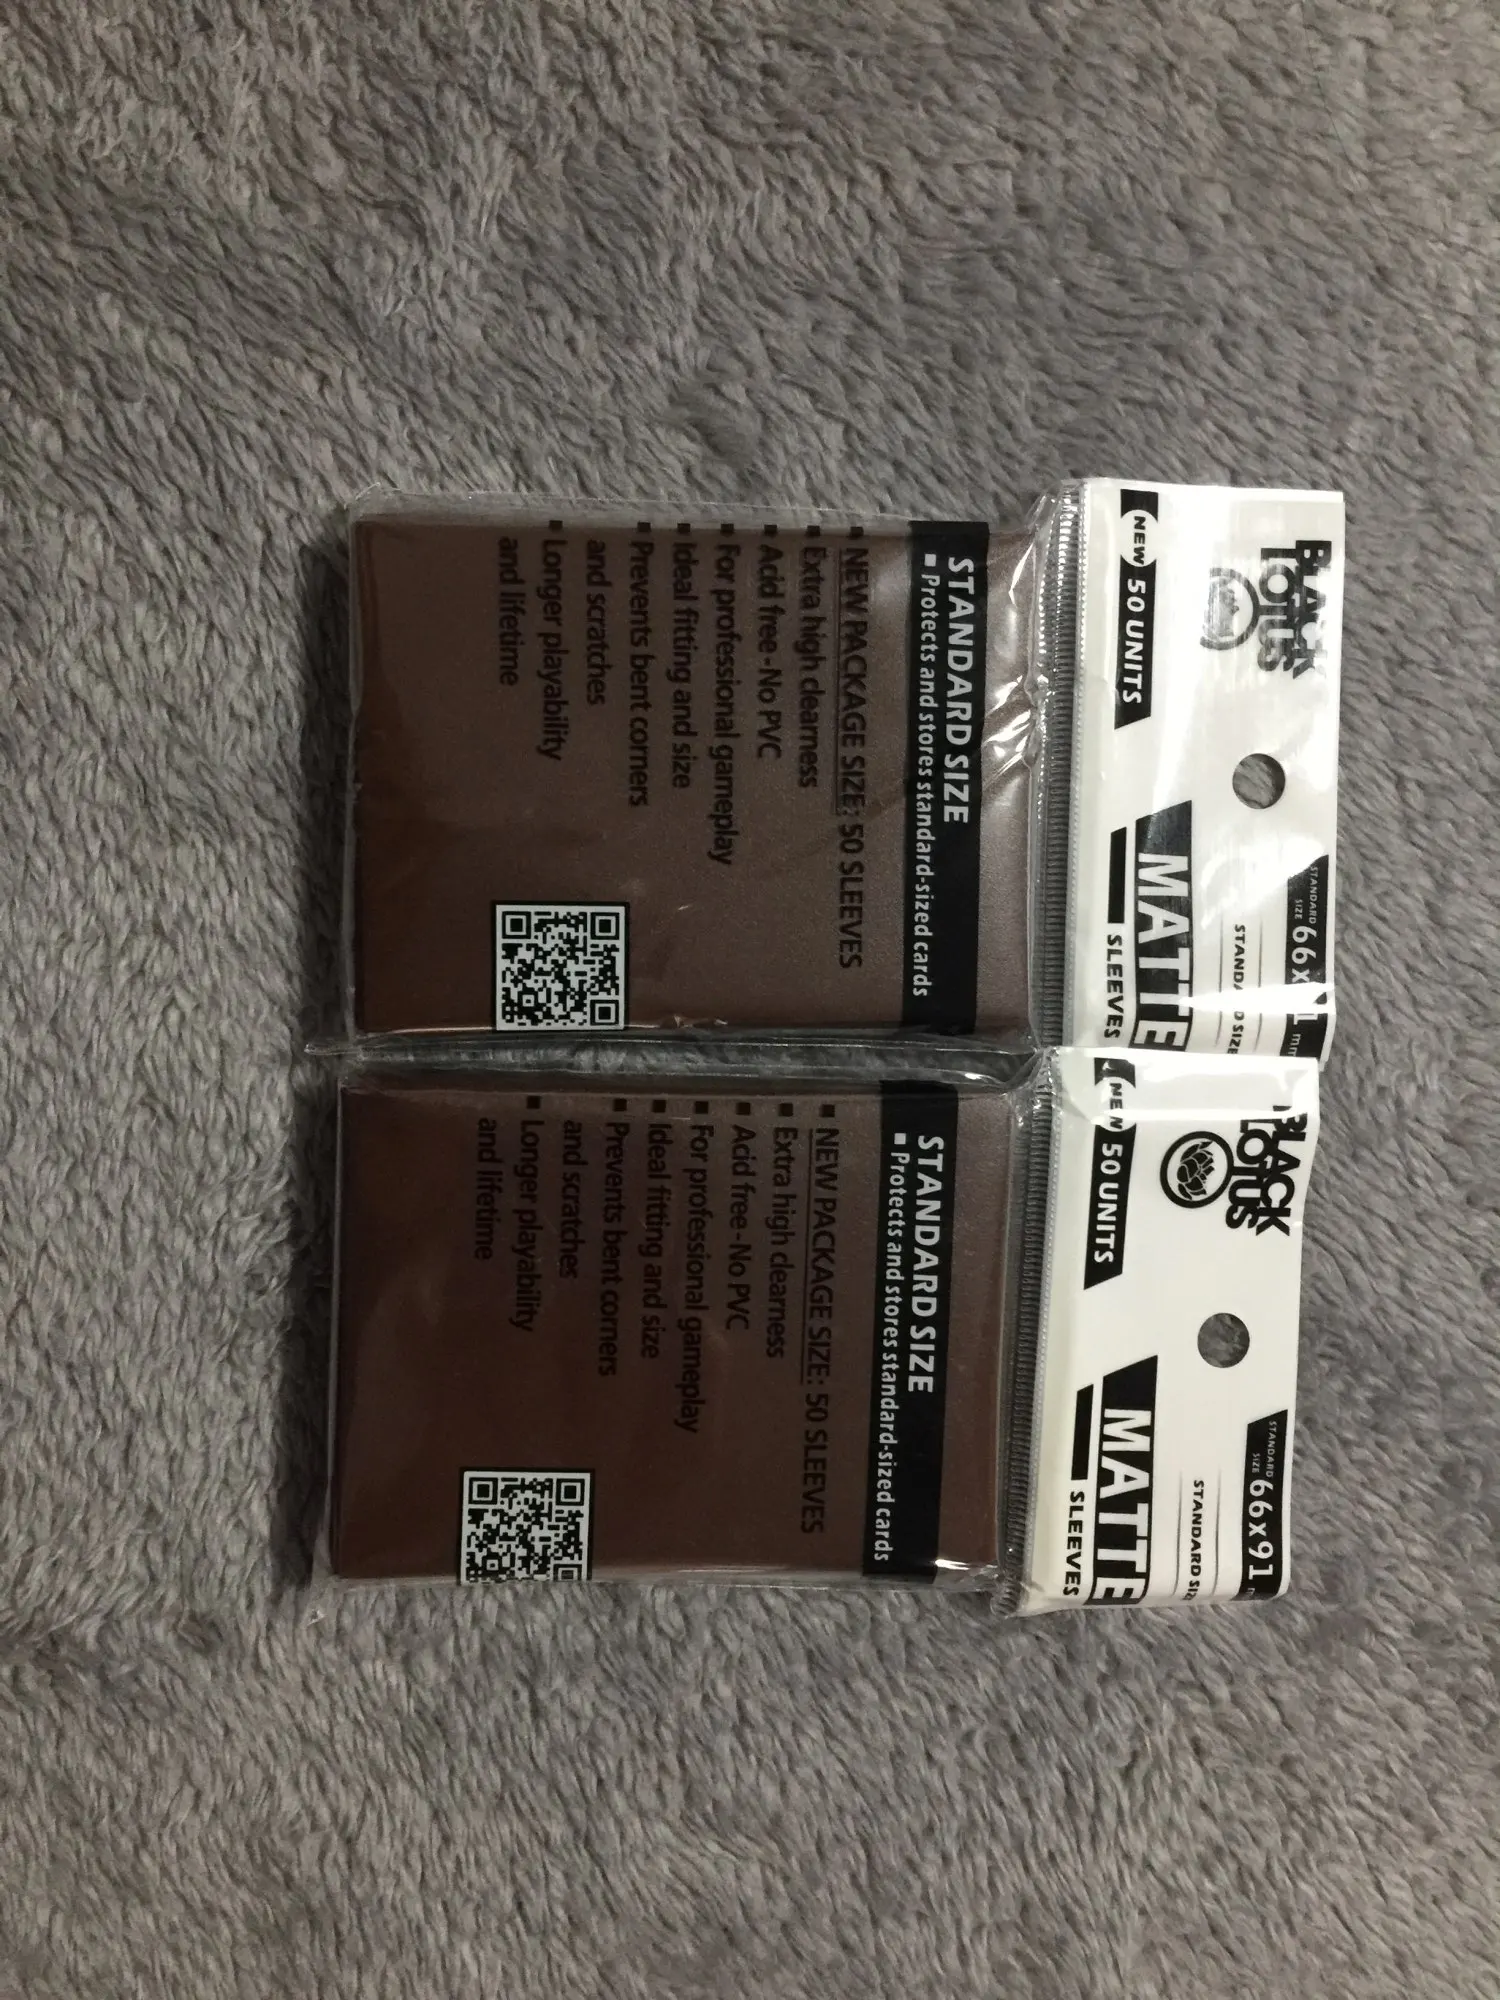 BLACK
LOTUS
STANDARD
SIZE
66x91 mm
STANDARD SIZE
NEW 50 UNITS
MATTE
SLEEVES
STANDARD SIZE
▪ Protects and stores standard-sized cards
▪ NEW PACKAGE SIZE: 50 SLEEVES
▪ Extra high clearness
▪ Acid free - No PVC
▪ For professional gameplay
▪ Ideal fitting and size
▪ Prevents bent corners
and scratches
▪ Longer playability
and lifetime
BLACK
LOTUS
STANDARD
SIZE
66x91
STANDARD SIZ
NEW 50 UNITS
MATTE
SLEEVES
STANDARD SIZE
▪ Protects and stores standard-sized cards
▪ NEW PACKAGE SIZE: 50 SLEEVES
▪ Extra high clearness
▪ Acid free - No PVC
▪ For professional gameplay
▪ Ideal fitting and size
▪ Prevents bent corners
and scratches
▪ Longer playability
and lifetime